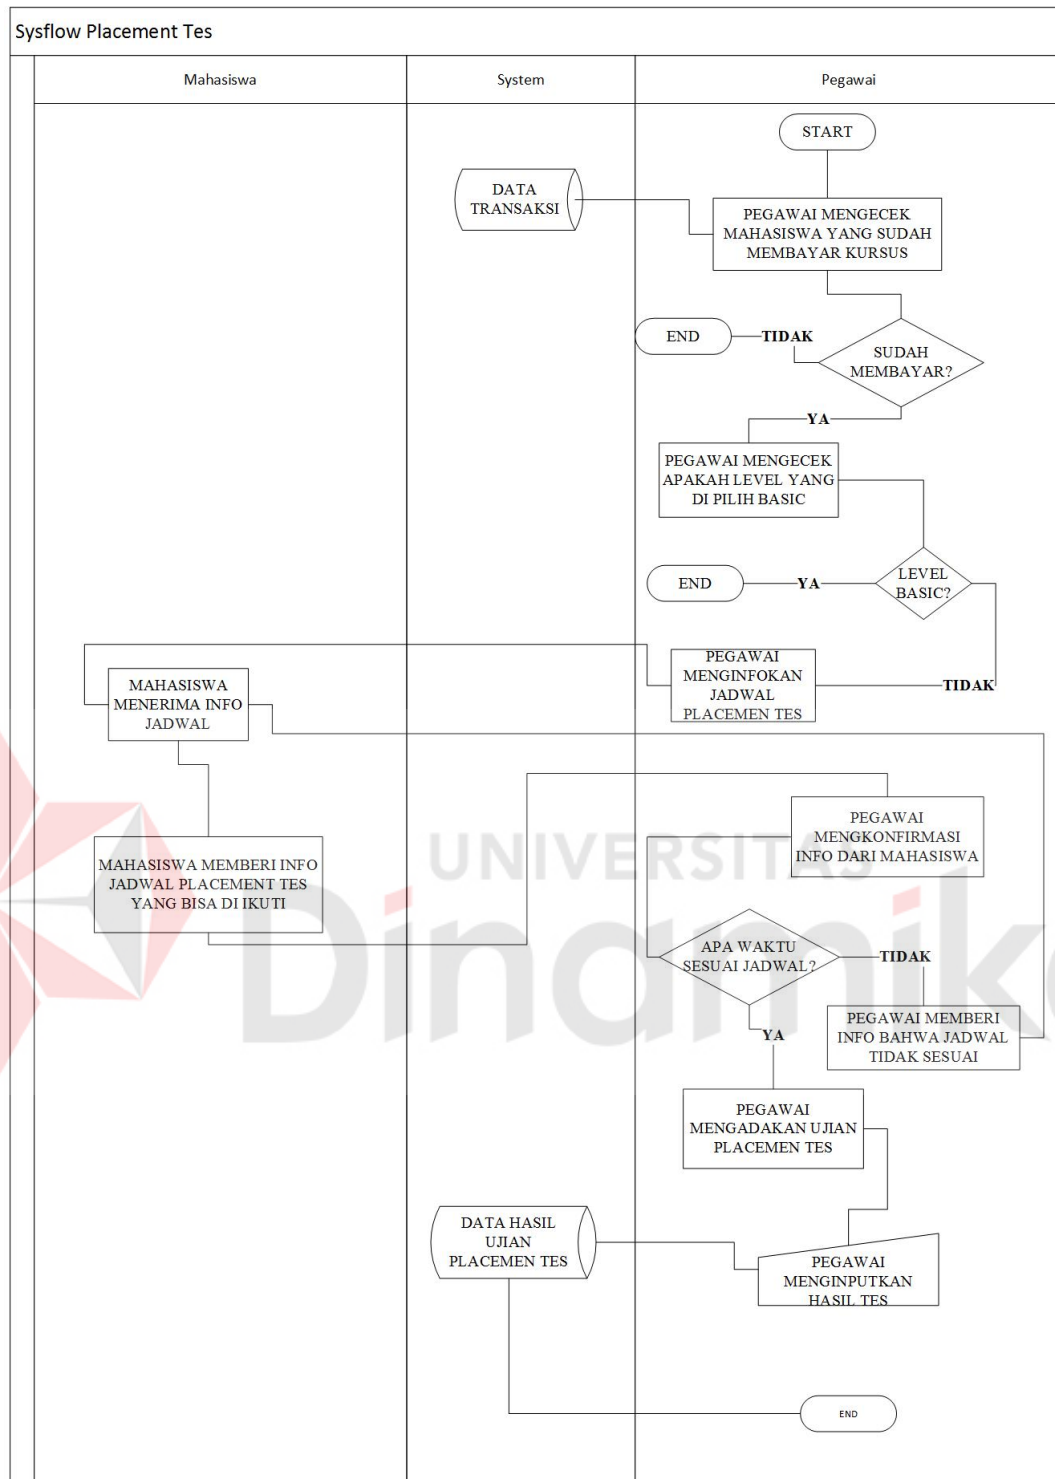 Sysflow Placement Tes
Mahasiswa
System
Pegawai
START
DATA
TRANSAKSI
PEGAWAI MENGECEK
MAHASISWA YANG SUDAH
MEMBAYAR KURSUS
END
TIDAK
SUDAH
MEMBAYAR?
YA
PEGAWAI MENGECEK
APAKAH LEVEL YANG
DI PILIH BASIC
END
YA
LEVEL
BASIC?
PEGAWAI
MENGINFOKAN
JADWAL
PLACEMEN TES
TIDAK
MAHASISWA
MENERIMA INFO
JADWAL
PEGAWAI
MENGKONFIRMASI
INFO DARI MAHASISWA
MAHASISWA MEMBERI INFO
JADWAL PLACEMENT TES
YANG BISA DI IKUTI
UNIVERSITAS
Dinamika
APA WAKTU
SESUAI JADWAL?
TIDAK
PEGAWAI MEMBERI
INFO BAHWA JADWAL
TIDAK SESUAI
YA
PEGAWAI
MENGADAKAN UJIAN
PLACEMEN TES
DATA HASIL
UJIAN
PLACEMEN TES
PEGAWAI
MENGINPUTKAN
HASIL TES
END